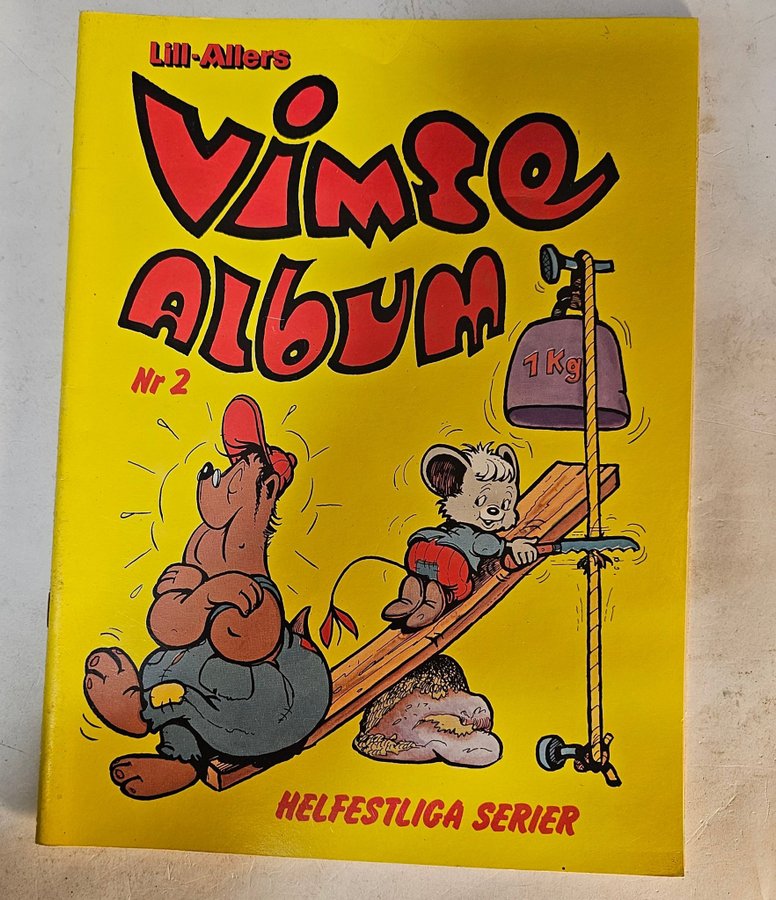 Lill-Allers
Vimse
Album
Nr 2
1 Kg
HELFESTLIGA SERIER